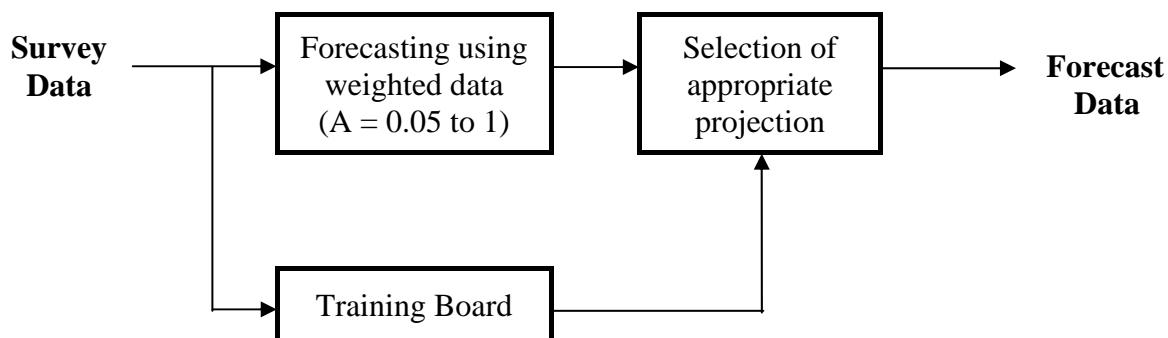 Survey
Data
Forecasting using
weighted data
(A = 0.05 to 1)
Selection of
appropriate
projection
Forecast
Data
Training Board